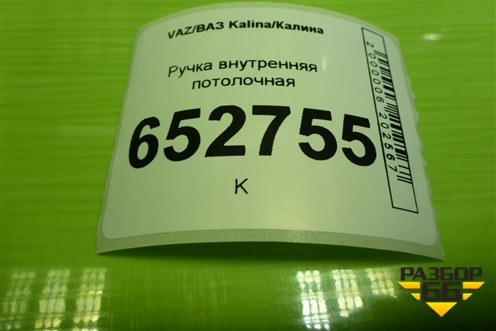 VAZ/ВАЗ Kalina/Калина
Ручка внутренняя
потолочная
652755
К
2000006202567
РАЗБОР
66